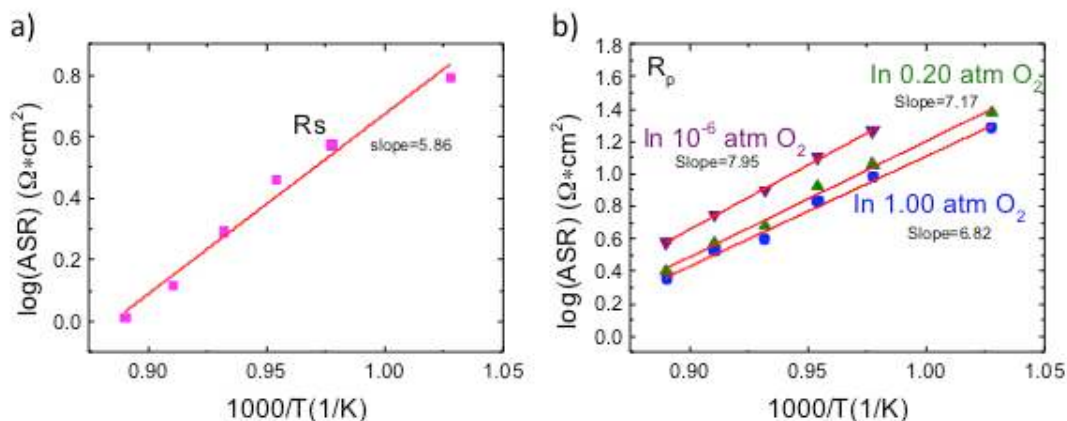 a)
log(ASR) (Ω*cm²)
0.8
0.6
0.4
0.2
0.0
Rs
slope=5.86
0.90
0.95
1.00
1.05
1000/T(1/K)
b)
log(ASR) (Ω*cm²)
1.8
1.6
1.4
1.2
1.0
0.8
0.6
0.4
0.2
0.0
Rₚ
In 0.20 atm O₂
Slope=7.17
In 10⁻⁶ atm O₂
Slope=7.95
In 1.00 atm O₂
Slope=6.82
0.90
0.95
1.00
1.05
1000/T(1/K)